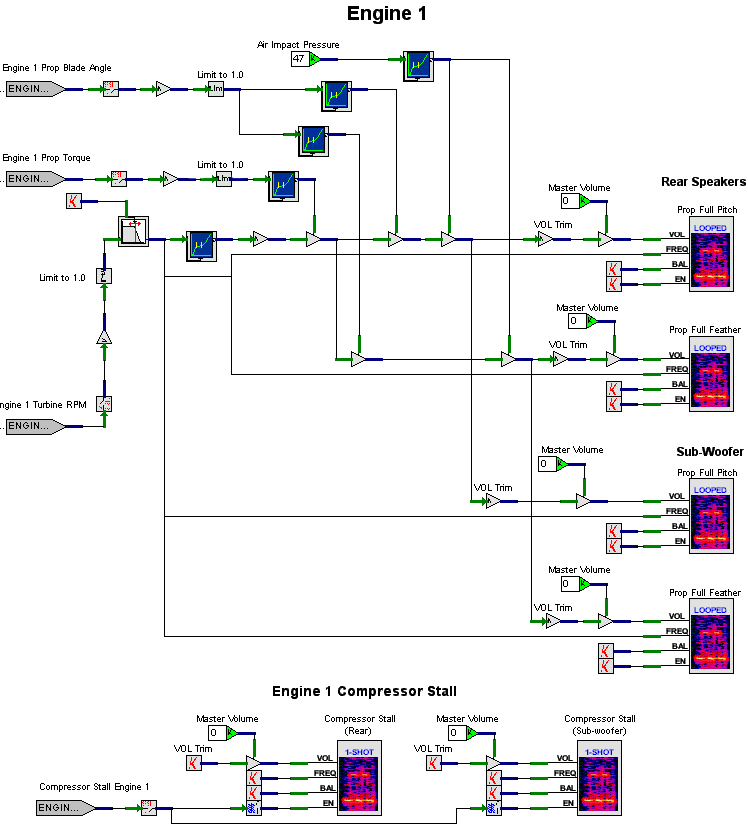 Engine 1
Air Impact Pressure
47
Engine 1 Prop Blade Angle
Limit to 1.0
ENGIN...
Lim
Engine 1 Prop Torque
Limit to 1.0
ENGIN...
Lim
Master Volume
0
Rear Speakers
Prop Full Pitch
LOOPED
VOL Trim
VOL
FREQ
BAL
EN
Limit to 1.0
Master Volume
0
Prop Full Feather
LOOPED
VOL Trim
VOL
FREQ
BAL
EN
ngine 1 Turbine RPM
ENGIN...
Sub-Woofer
Master Volume
0
Prop Full Pitch
LOOPED
VOL Trim
VOL
FREQ
BAL
EN
Master Volume
0
Prop Full Feather
LOOPED
VOL Trim
VOL
FREQ
BAL
EN
Engine 1 Compressor Stall
Master Volume
0
Compressor Stall
(Rear)
VOL Trim
1-SHOT
VOL
FREQ
BAL
EN
Master Volume
0
Compressor Stall
(Sub-woofer)
VOL Trim
1-SHOT
VOL
FREQ
BAL
EN
Compressor Stall Engine 1
ENGIN...